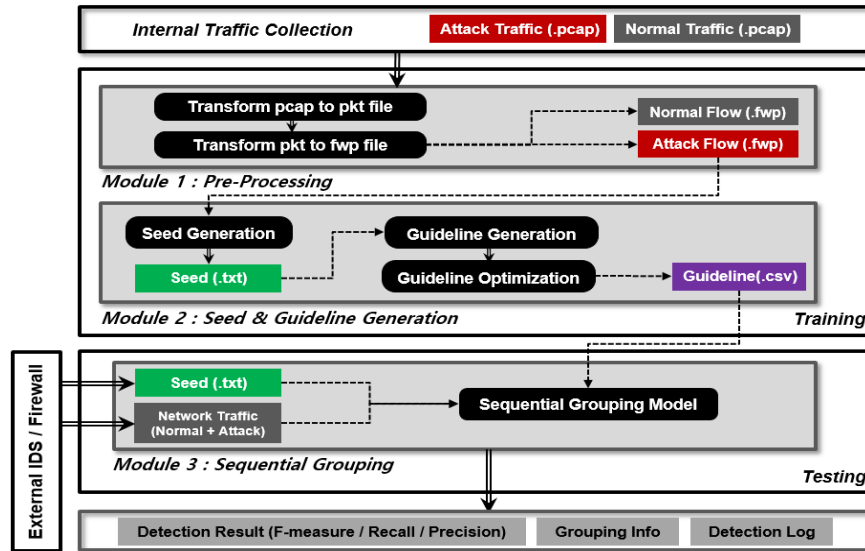 Internal Traffic Collection
Attack Traffic (.pcap)
Normal Traffic (.pcap)
Transform pcap to pkt file
Transform pkt to fwp file
Normal Flow (.fwp)
Attack Flow (.fwp)
Module 1 : Pre-Processing
Seed Generation
Seed (.txt)
Guideline Generation
Guideline Optimization
Guideline(.csv)
Module 2 : Seed & Guideline Generation
Training
External IDS / Firewall
Seed (.txt)
Network Traffic
(Normal + Attack)
Sequential Grouping Model
Module 3 : Sequential Grouping
Testing
Detection Result (F-measure / Recall / Precision)
Grouping Info
Detection Log